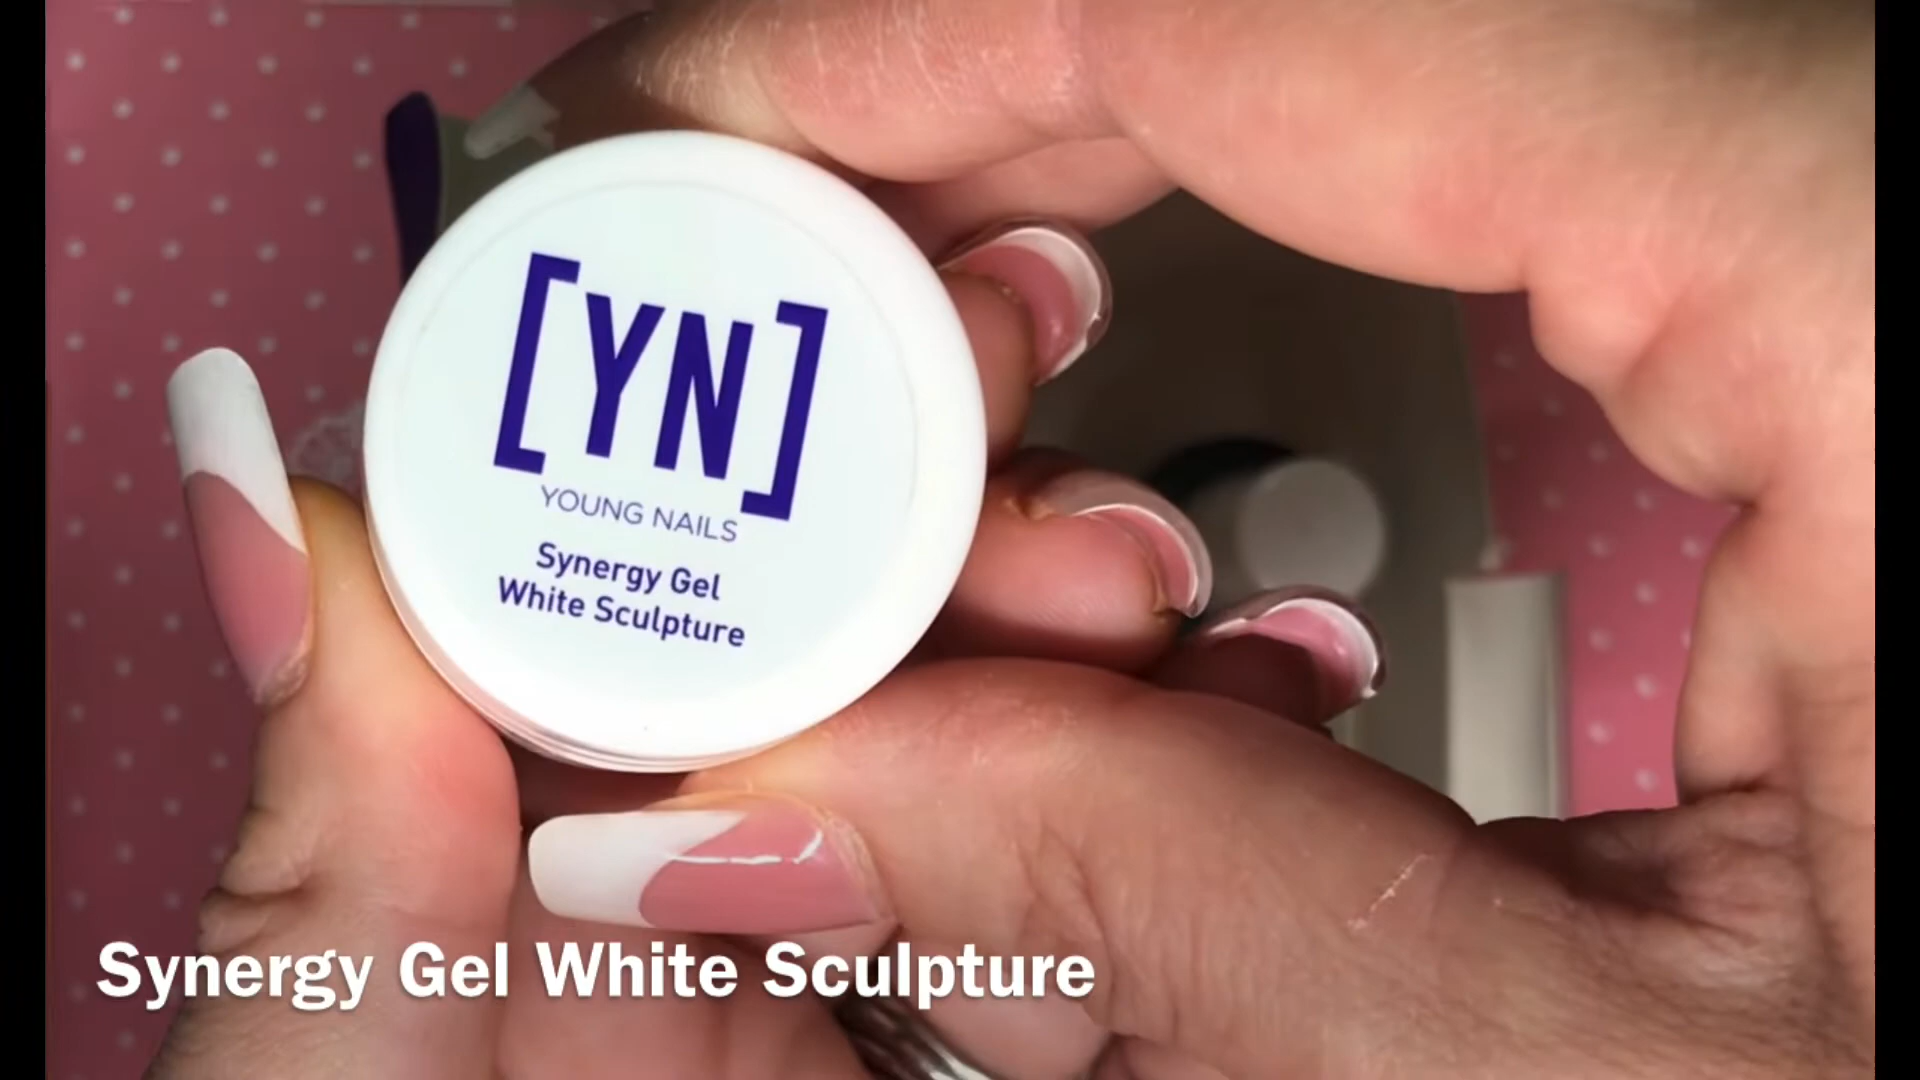 [YN]
YOUNG NAILS
Synergy Gel
White Sculpture
Synergy Gel White Sculpture